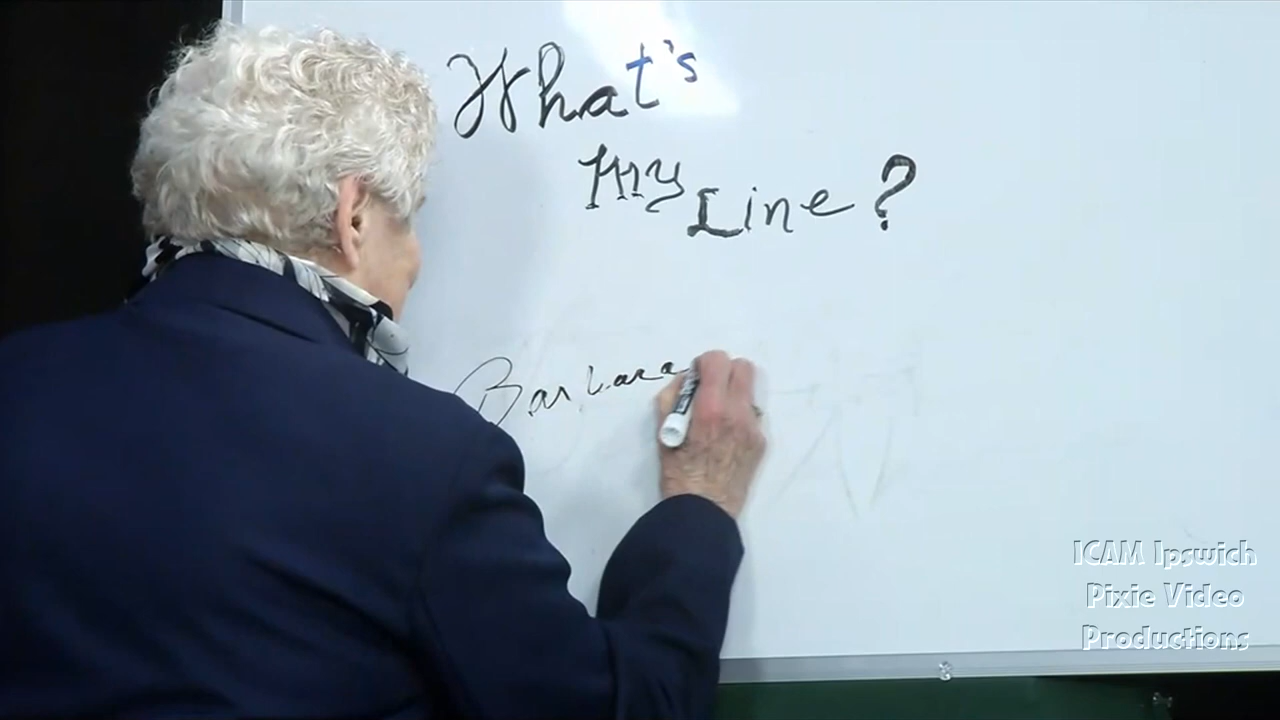 What's
My Line?
Barbara
ICAM Ipswich
Pixie Video
Productions